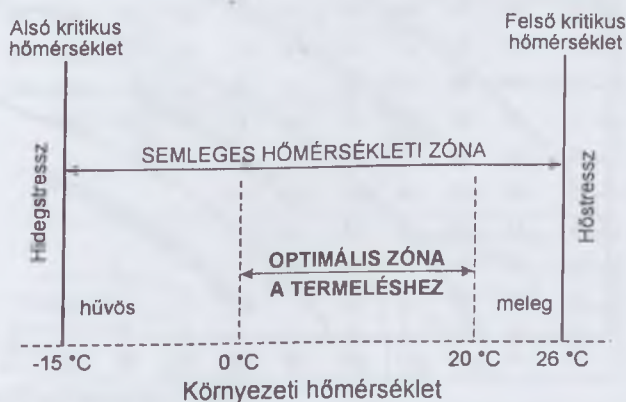 Alsó kritikus
hőmérséklet
Felső kritikus
hőmérséklet
SEMLEGES HŐMÉRSÉKLETI ZÓNA
Hidegstressz
Hőstressz
OPTIMÁLIS ZÓNA
A TERMELÉSHEZ
hűvös
meleg
-15 °C
0 °C
20 °C
26 °C
Környezeti hőmérséklet